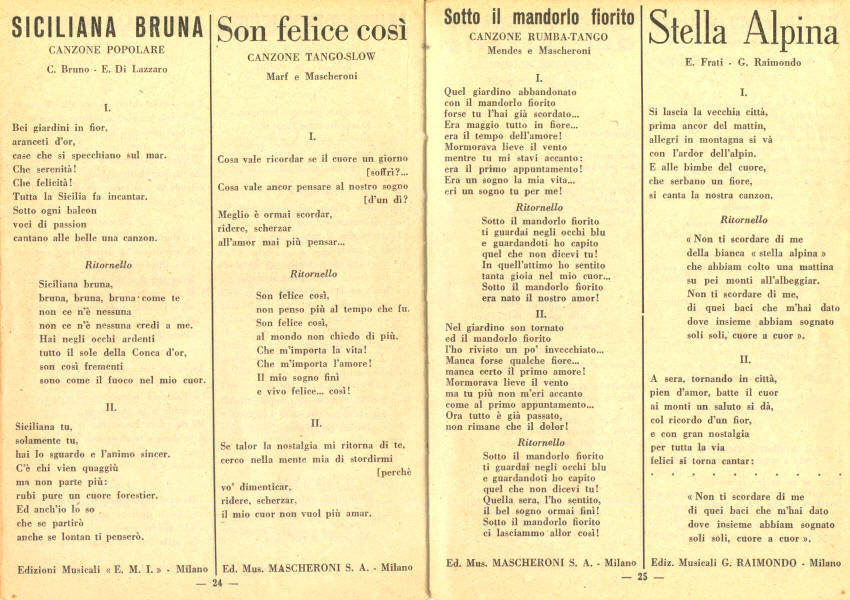 SICILIANA BRUNA
CANZONE POPOLARE
C. Bruno - E. Di Lazzaro
I.
Bei giardini in fior,
aranceti d'or,
case che si specchiano sul mar.
Che serenità!
Che felicità!
Tutta la Sicilia fa incantar.
Sotto ogni balcon
voci di passion
cantano alle belle una canzon.
Ritornello
Siciliana bruna,
bruna, bruna, bruna come te
non ce n'è nessuna
non ce n'è nessuna credi a me.
Hai negli occhi ardenti
tutto il sole della Conca d'or,
son così frementi
sono come il fuoco nel mio cuor.
II.
Siciliana tu,
solamente tu,
hai lo sguardo e l'animo sincer.
C'è chi vien quaggiù
ma non parte più:
rubi pure un cuore forestier.
Ed anch'io lo so
che se partirò
anche se lontan ti penserò.
Edizioni Musicali « E. M. I. » - Milano
— 24 —
Son felice così
CANZONE TANGO-SLOW
Marf e Mascheroni
I.
Cosa vale ricordar se il cuore un giorno
[soffrì?...
Cosa vale ancor pensare al nostro sogno
[d'un dì?
Meglio è ormai scordar,
ridere, scherzar
all'amor mai più pensar...
Ritornello
Son felice così,
non penso più al tempo che fu.
Son felice così,
al mondo non chiedo di più.
Che m'importa la vita!
Che m'importa l'amore!
Il mio sogno finì
e vivo felice... così!
II.
Se talor la nostalgia mi ritorna di te,
cerco nella mente mia di stordirmi
[perchè
vo' dimenticar,
ridere, scherzar,
il mio cuor non vuol più amar.
Ed. Mus. MASCHERONI S. A. - Milano
Sotto il mandorlo fiorito
CANZONE RUMBA-TANGO
Mendes e Mascheroni
I.
Quel giardino abbandonato
con il mandorlo fiorito
forse tu l'hai già scordato...
Era maggio tutto in fiore...
era il tempo dell'amore!
Mormorava lieve il vento
mentre tu mi stavi accanto:
era il primo appuntamento!
Era un sogno la mia vita...
eri un sogno tu per me!
Ritornello
Sotto il mandorlo fiorito
ti guardai negli occhi blu
e guardandoti ho capito
quel che non dicevi tu!
In quell'attimo ho sentito
tanta gioia nel mio cuor...
Sotto il mandorlo fiorito
era nato il nostro amor!
II.
Nel giardino son tornato
ed il mandorlo fiorito
l'ho rivisto un po' invecchiato...
Manca forse qualche fiore...
manca certo il primo amore!
Mormorava lieve il vento
ma tu più non m'eri accanto
come al primo appuntamento...
Ora tutto è già passato,
non rimane che il dolor!
Ritornello
Sotto il mandorlo fiorito
ti guardai negli occhi blu
e guardandoti ho capito
quel che non dicevi tu!
Quella sera, l'ho sentito,
il bel sogno ormai finì!
Sotto il mandorlo fiorito
ci lasciammo allor così!
Ed. Mus. MASCHERONI S. A. - Milano
— 25 —
Stella Alpina
E. Frati - G. Raimondo
I.
Si lascia la vecchia città,
prima ancor del mattin,
allegri in montagna si và
con l'ardor dell'alpin.
E alle bimbe del cuore,
che serbano un fiore,
si canta la nostra canzon.
Ritornello
« Non ti scordare di me
della bianca « stella alpina »
che abbiam colto una mattina
su pei monti all'albeggiar.
Non ti scordare di me,
di quei baci che m'hai dato
dove insieme abbiam sognato
soli soli, cuore a cuor ».
II.
A sera, tornando in città,
pien d'amor, batte il cuor
ai monti un saluto si dà,
col ricordo d'un fior,
e con gran nostalgia
per tutta la via
felici si torna cantar:
. . . . . . . . . .
« Non ti scordare di me
di quei baci che m'hai dato
dove insieme abbiam sognato
soli soli, cuore a cuor ».
Ediz. Musicali G. RAIMONDO - Milano